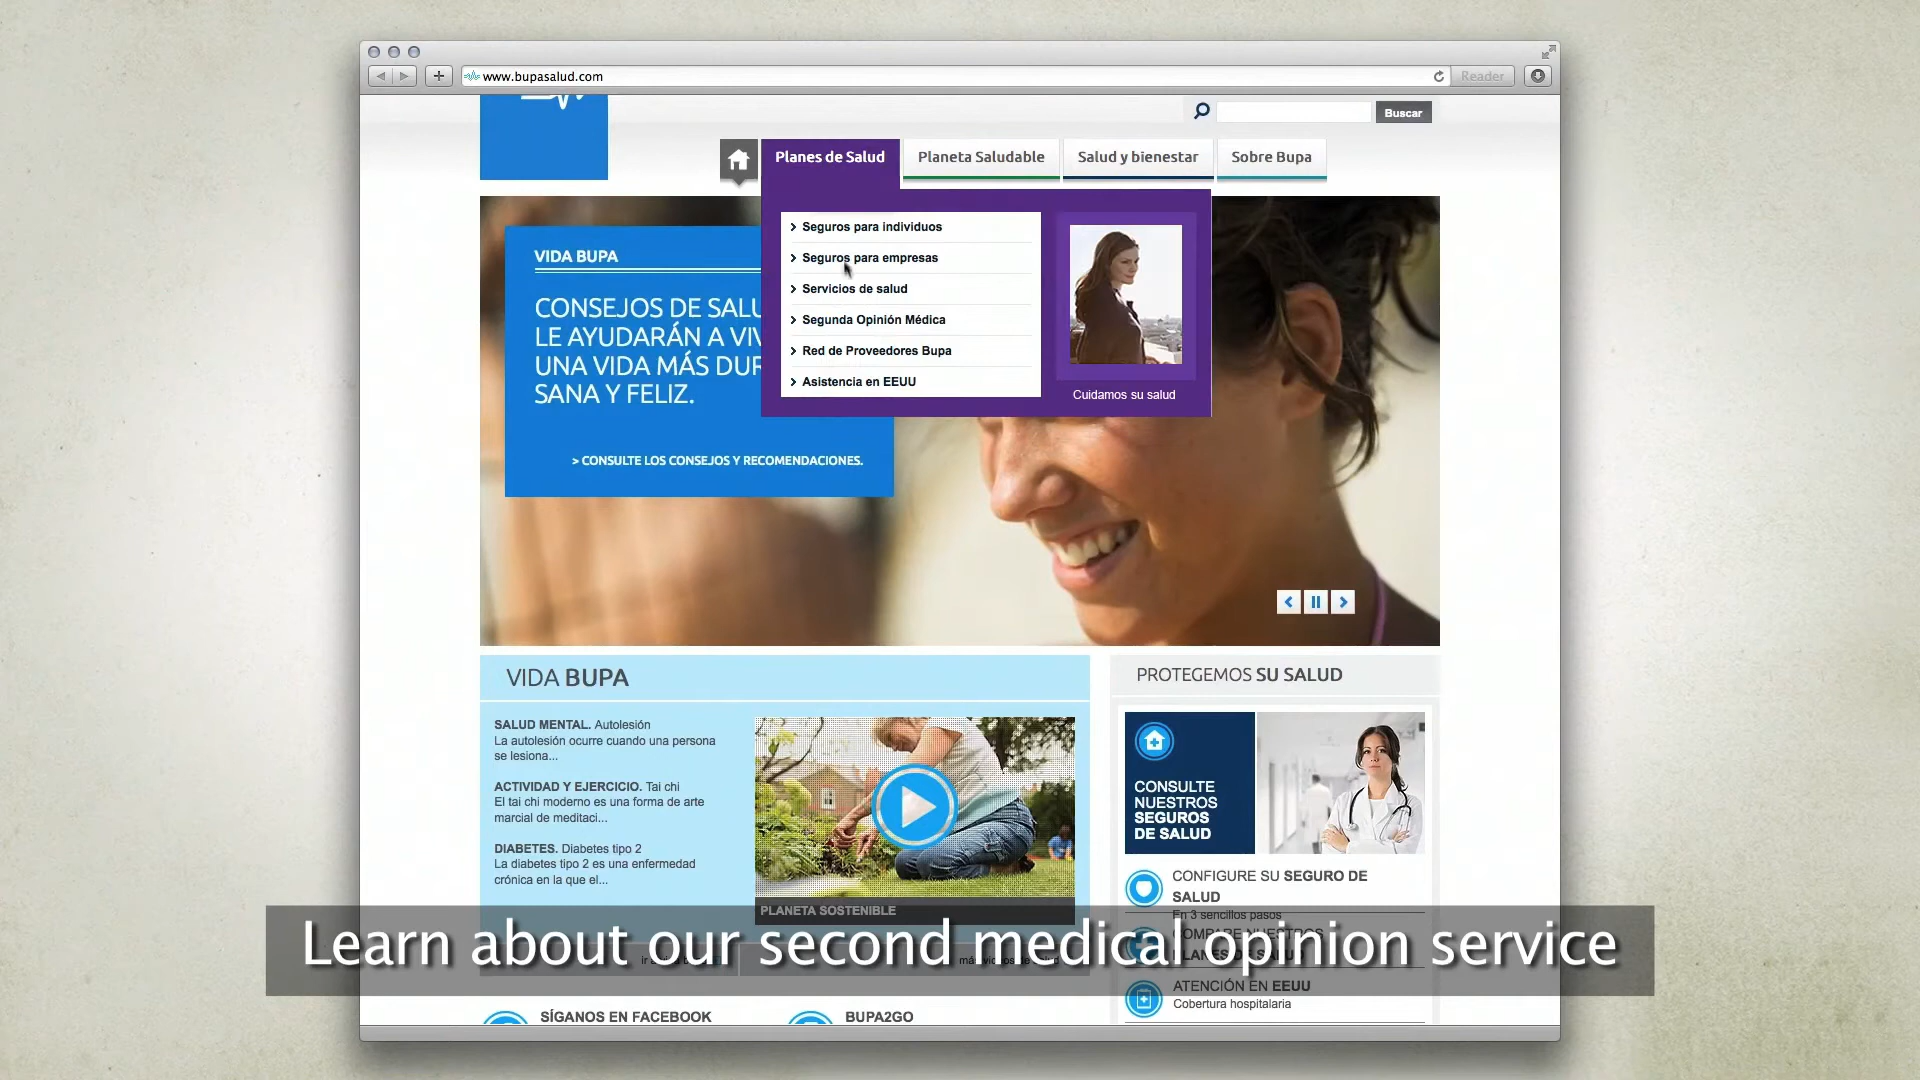 www.bupasalud.com
Reader
Buscar
Planes de Salud
Planeta Saludable
Salud y bienestar
Sobre Bupa
Seguros para individuos
Seguros para empresas
Servicios de salud
Segunda Opinión Médica
Red de Proveedores Bupa
Asistencia en EEUU
Cuidamos su salud
VIDA BUPA
CONSEJOS DE SALU
LE AYUDARÁN A VIV
UNA VIDA MÁS DUR
SANA Y FELIZ.
> CONSULTE LOS CONSEJOS Y RECOMENDACIONES.
VIDA BUPA
SALUD MENTAL. Autolesión
La autolesión ocurre cuando una persona
se lesiona...
ACTIVIDAD Y EJERCICIO. Tai chi
El tai chi moderno es una forma de arte
marcial de meditaci...
DIABETES. Diabetes tipo 2
La diabetes tipo 2 es una enfermedad
crónica en la que el...
PLANETA SOSTENIBLE
PROTEGEMOS SU SALUD
CONSULTE
NUESTROS
SEGUROS
DE SALUD
CONFIGURE SU SEGURO DE
SALUD
En 3 sencillos pasos
COMPARE NUESTROS
PLANES DE SALUD
ATENCIÓN EN EEUU
Cobertura hospitalaria
Learn about our second medical opinion service
SÍGANOS EN FACEBOOK
BUPA2GO